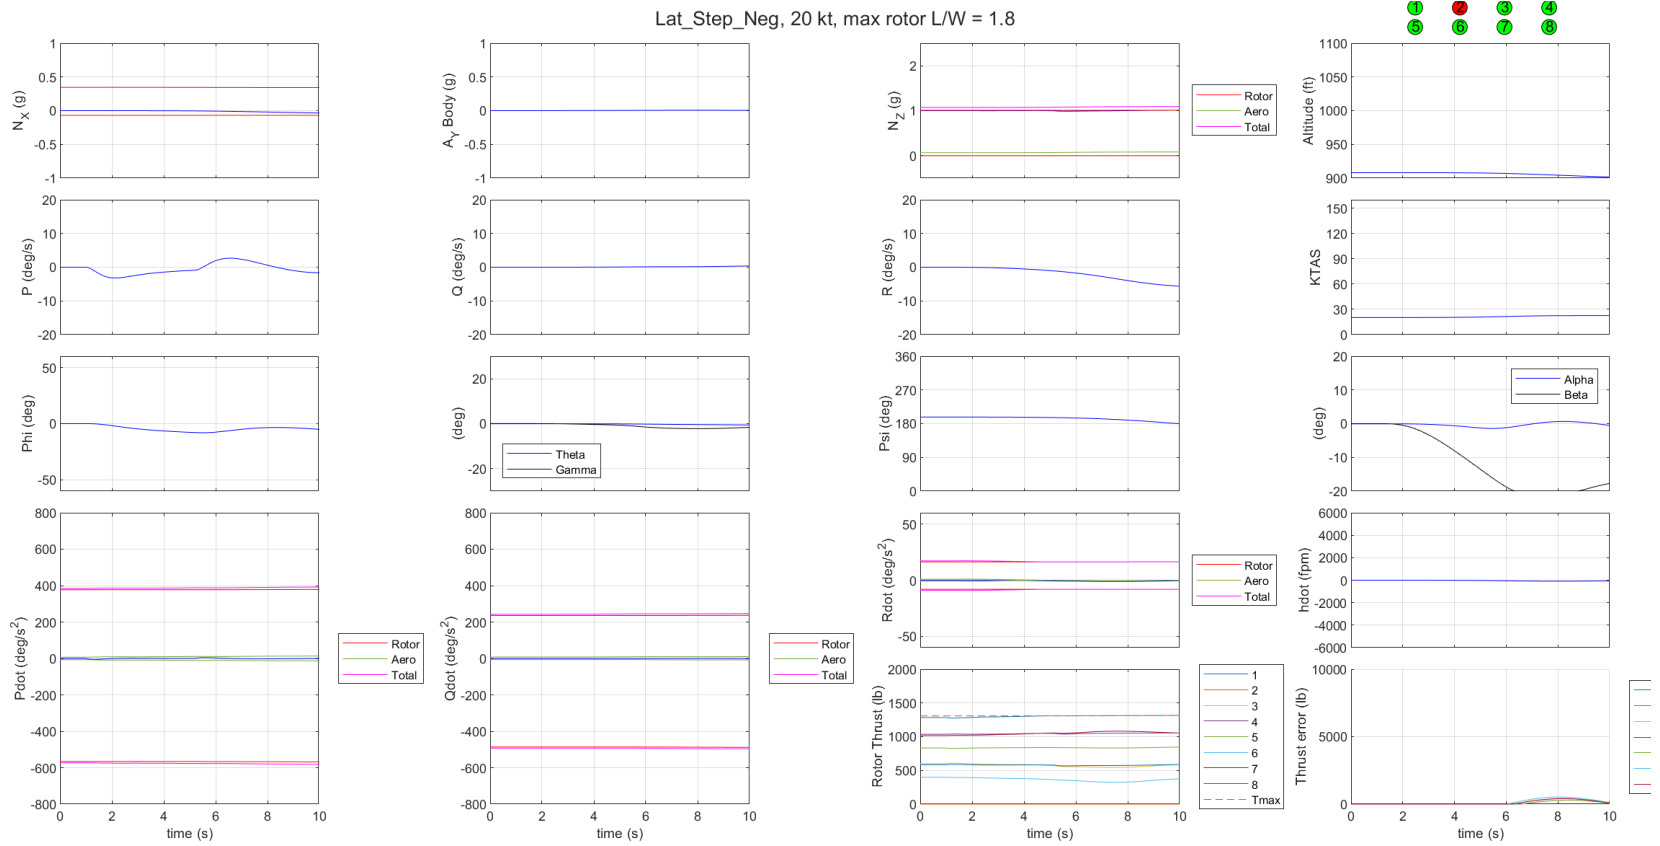 Lat_Step_Neg, 20 kt, max rotor L/W = 1.8
1 2 3 4
5 6 7 8
1
0.5
0
-0.5
-1
N_X (g)
1
0.5
0
-0.5
-1
A_Y Body (g)
2
1
0
N_Z (g)
Rotor
Aero
Total
1100
1050
1000
950
900
Altitude (ft)
20
10
0
-10
-20
P (deg/s)
20
10
0
-10
-20
Q (deg/s)
20
10
0
-10
-20
R (deg/s)
150
120
90
60
30
0
KTAS
50
0
-50
Phi (deg)
20
0
-20
(deg)
Theta
Gamma
360
270
180
90
0
Psi (deg)
20
10
0
-10
-20
(deg)
Alpha
Beta
800
600
400
200
0
-200
-400
-600
-800
Pdot (deg/s²)
0 2 4 6 8 10
time (s)
Rotor
Aero
Total
800
600
400
200
0
-200
-400
-600
-800
Qdot (deg/s²)
0 2 4 6 8 10
time (s)
Rotor
Aero
Total
50
0
-50
Rdot (deg/s²)
Rotor
Aero
Total
6000
4000
2000
0
-2000
-4000
-6000
hdot (fpm)
2000
1500
1000
500
0
Rotor Thrust (lb)
0 2 4 6 8 10
time (s)
1
2
3
4
5
6
7
8
Tmax
10000
5000
0
Thrust error (lb)
0 2 4 6 8 10
time (s)